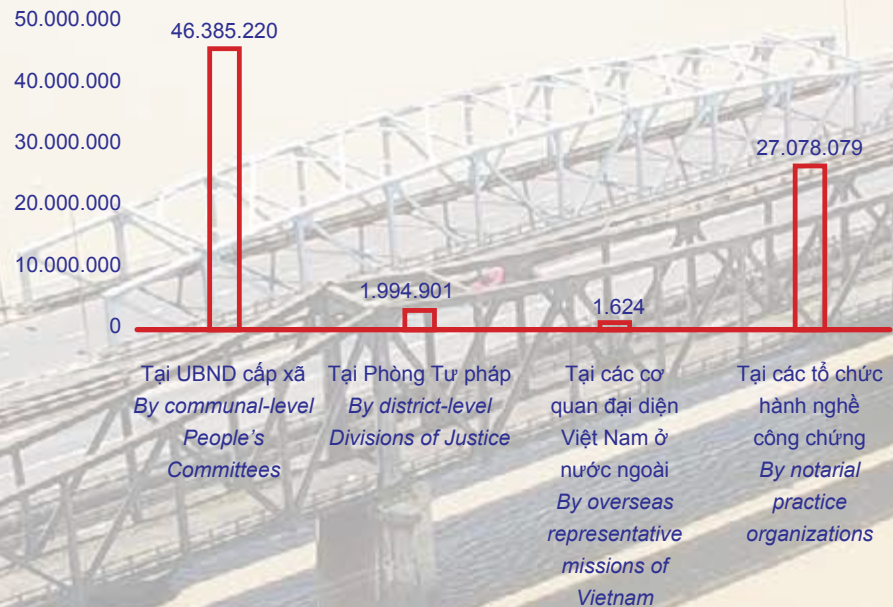 50.000.000
40.000.000
30.000.000
20.000.000
10.000.000
0
46.385.220
1.994.901
1.624
27.078.079
Tại UBND cấp xã
By communal-level
People’s
Committees
Tại Phòng Tư pháp
By district-level
Divisions of Justice
Tại các cơ
quan đại diện
Việt Nam ở
nước ngoài
By overseas
representative
missions of
Vietnam
Tại các tổ chức
hành nghề
công chứng
By notarial
practice
organizations